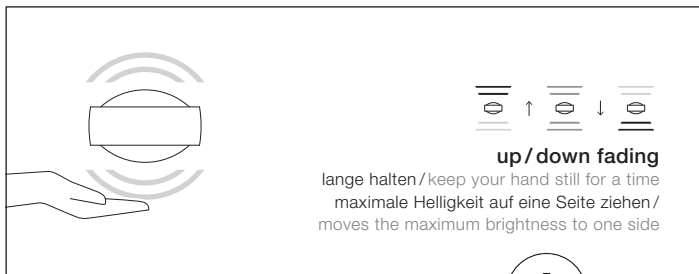 up/down fading
lange halten/keep your hand still for a time
maximale Helligkeit auf eine Seite ziehen/
moves the maximum brightness to one side